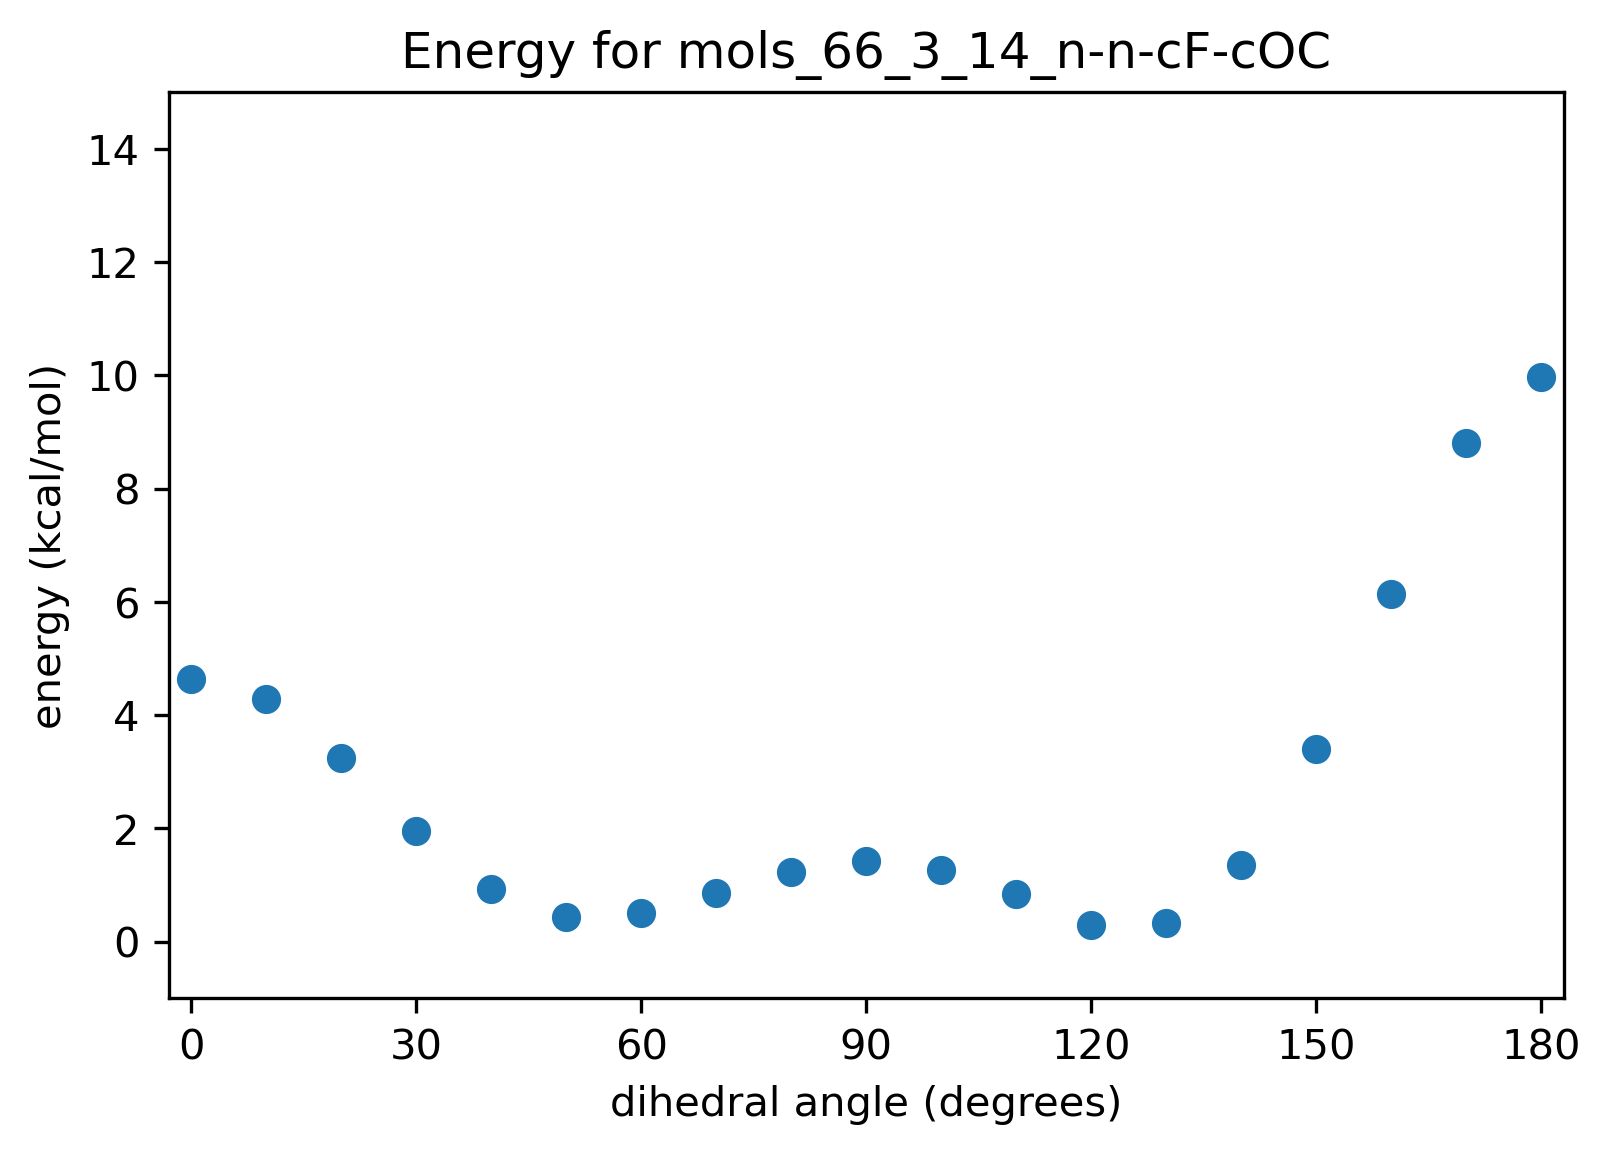 Energy for mols_66_3_14_n-n-cF-cOC
14
12
10
8
6
4
2
0
energy (kcal/mol)
0 30 60 90 120 150 180
dihedral angle (degrees)